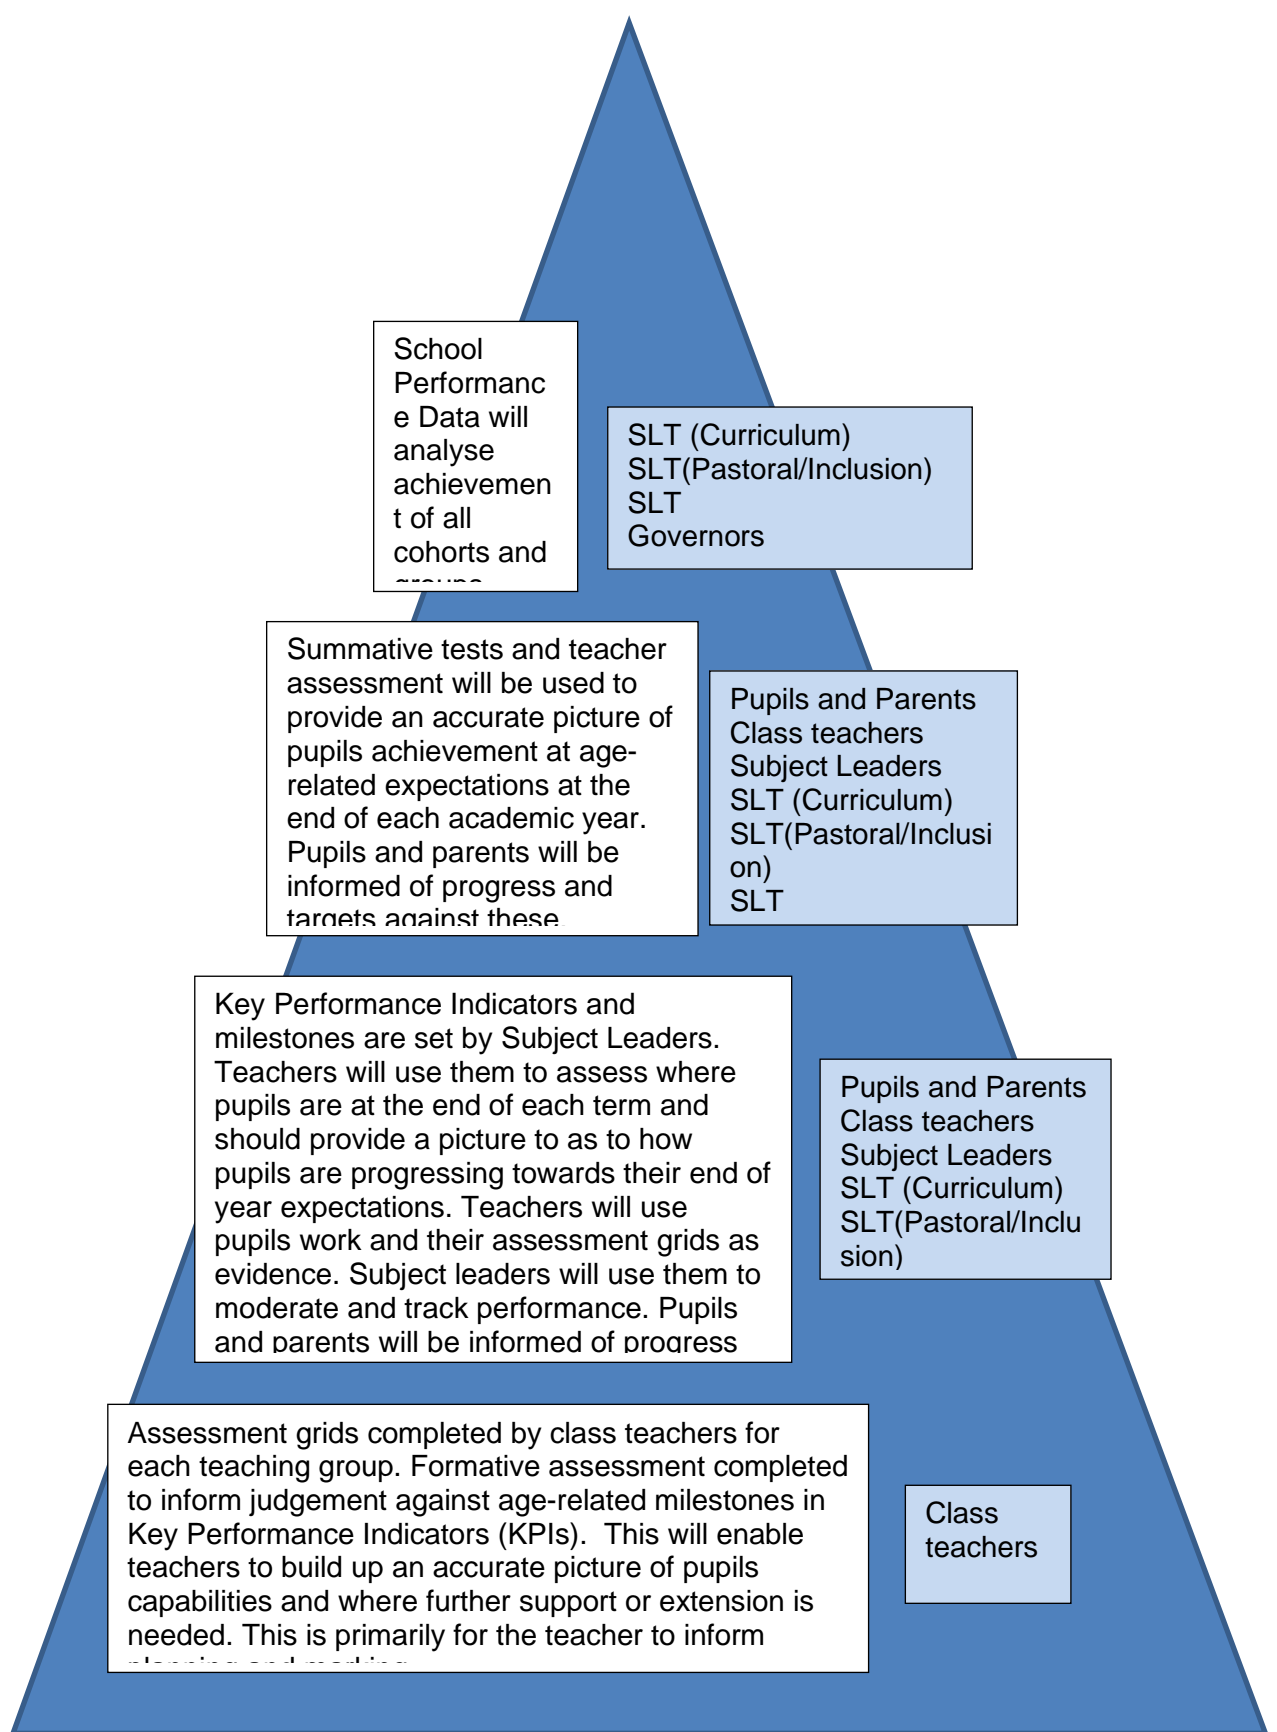 School
Performanc
e Data will
analyse
achievemen
t of all
cohorts and
groups
SLT (Curriculum)
SLT(Pastoral/Inclusion)
SLT
Governors
Summative tests and teacher
assessment will be used to
provide an accurate picture of
pupils achievement at age-
related expectations at the
end of each academic year.
Pupils and parents will be
informed of progress and
targets against these.
Pupils and Parents
Class teachers
Subject Leaders
SLT (Curriculum)
SLT(Pastoral/Inclusi
on)
SLT
Key Performance Indicators and
milestones are set by Subject Leaders.
Teachers will use them to assess where
pupils are at the end of each term and
should provide a picture to as to how
pupils are progressing towards their end of
year expectations. Teachers will use
pupils work and their assessment grids as
evidence. Subject leaders will use them to
moderate and track performance. Pupils
and parents will be informed of progress
Pupils and Parents
Class teachers
Subject Leaders
SLT (Curriculum)
SLT(Pastoral/Inclu
sion)
Assessment grids completed by class teachers for
each teaching group. Formative assessment completed
to inform judgement against age-related milestones in
Key Performance Indicators (KPIs).  This will enable
teachers to build up an accurate picture of pupils
capabilities and where further support or extension is
needed. This is primarily for the teacher to inform
planning and marking
Class
teachers